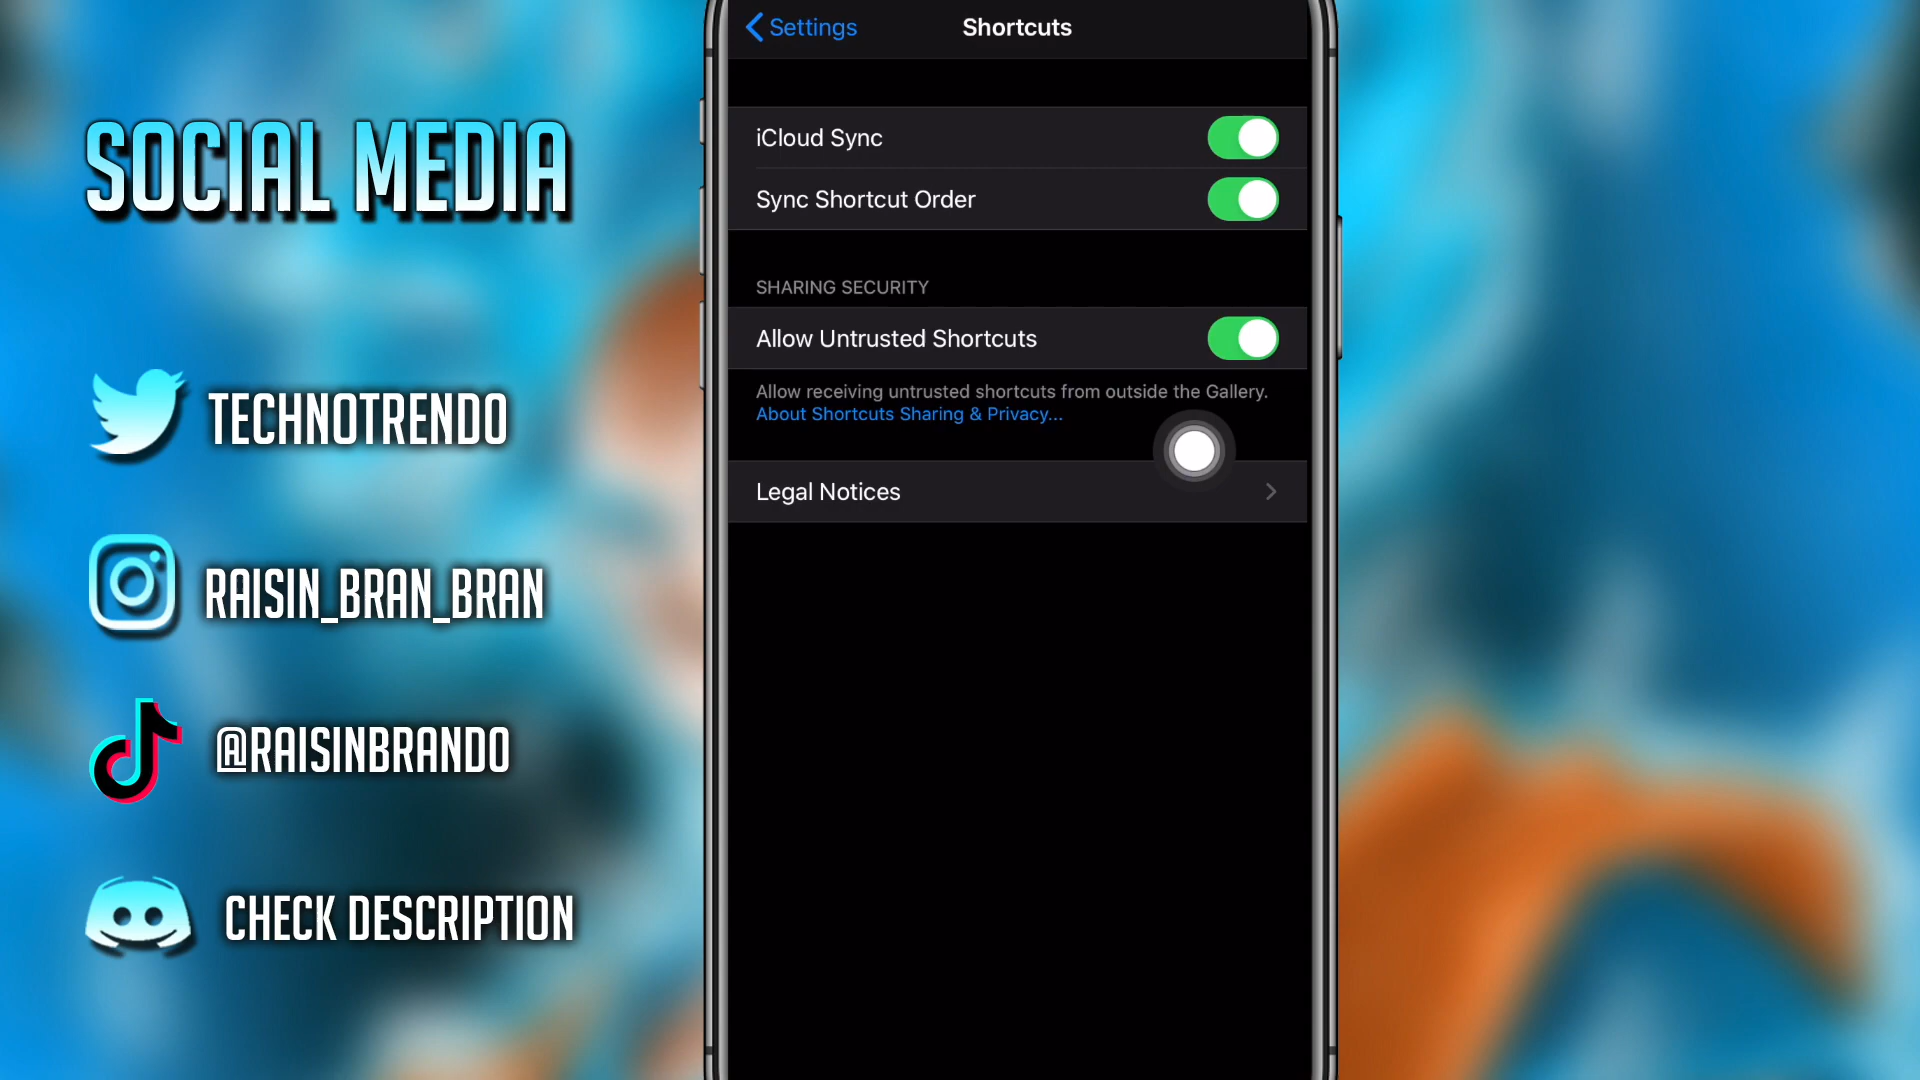 SOCIAL MEDIA
TECHNOTRENDO
RAISIN_BRAN_BRAN
@RAISINBRANDO
CHECK DESCRIPTION
Settings
Shortcuts
iCloud Sync
Sync Shortcut Order
SHARING SECURITY
Allow Untrusted Shortcuts
Allow receiving untrusted shortcuts from outside the Gallery.
About Shortcuts Sharing & Privacy...
Legal Notices